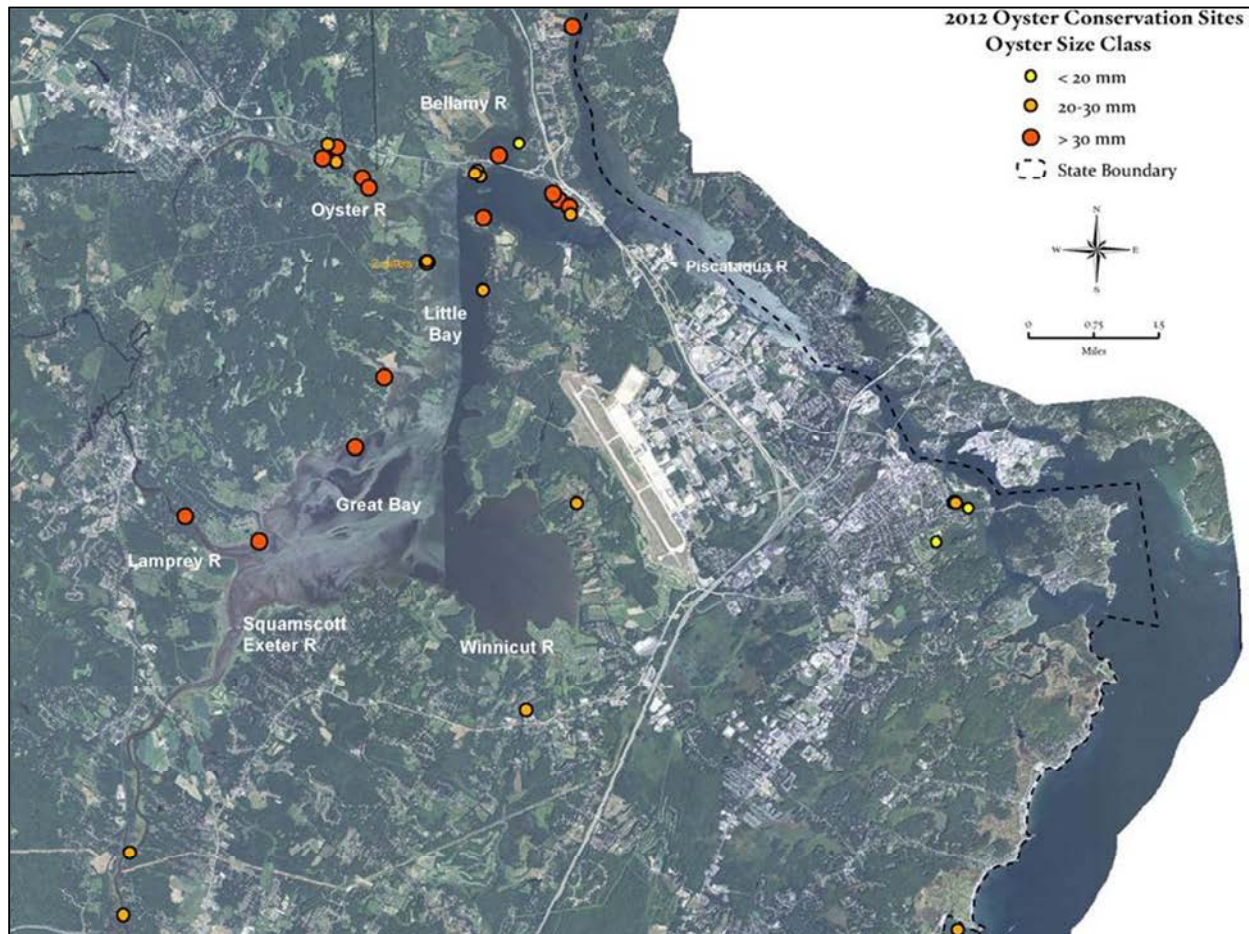 2012 Oyster Conservation Sites
Oyster Size Class
< 20 mm
20-30 mm
> 30 mm
State Boundary
N
W E
S
0 0.75 1.5
Miles
Bellamy R
Oyster R
Piscataqua R
Little
Bay
Great Bay
Lamprey R
Squamscott
Exeter R
Winnicut R